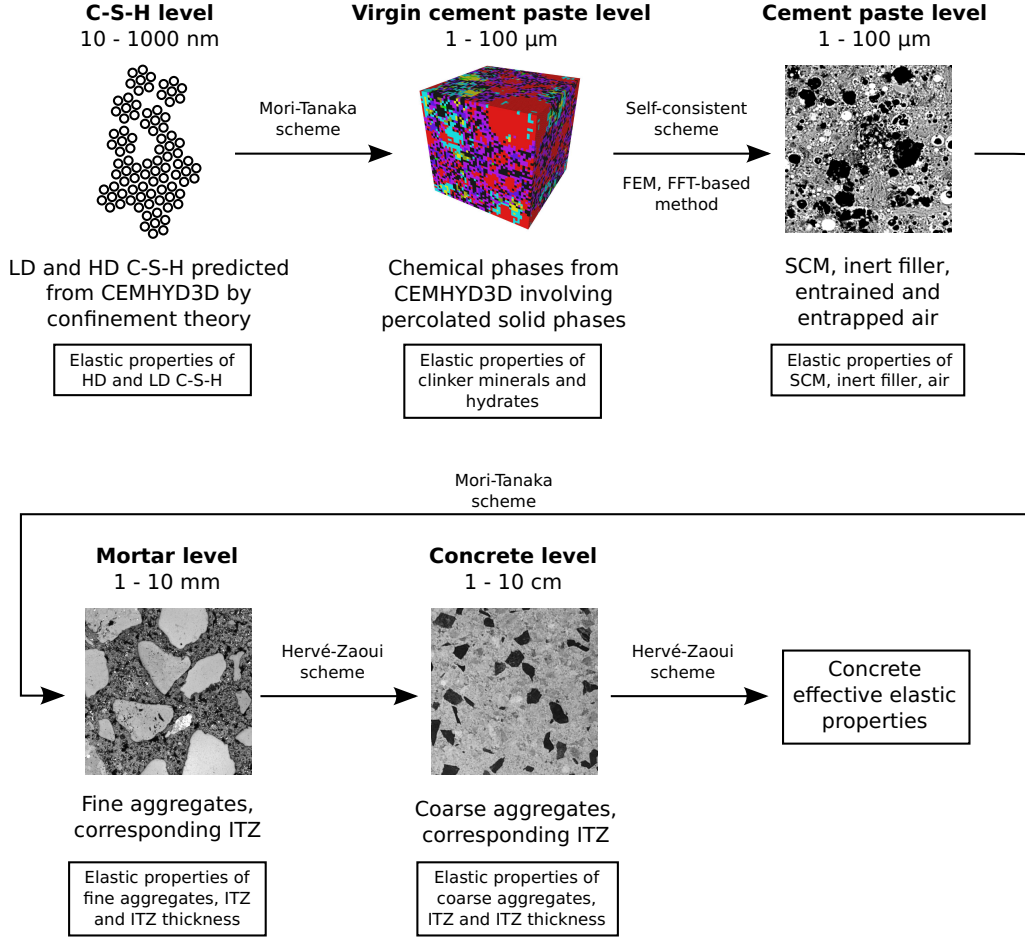 C-S-H level
10 - 1000 nm
Mori-Tanaka
scheme
LD and HD C-S-H predicted
from CEMHYD3D by
confinement theory
Elastic properties of
HD and LD C-S-H
Virgin cement paste level
1 - 100 μm
Self-consistent
scheme
FEM, FFT-based
method
Chemical phases from
CEMHYD3D involving
percolated solid phases
Elastic properties of
clinker minerals and
hydrates
Cement paste level
1 - 100 μm
SCM, inert filler,
entrained and
entrapped air
Elastic properties of
SCM, inert filler, air
Mori-Tanaka
scheme
Mortar level
1 - 10 mm
Hervé-Zaoui
scheme
Fine aggregates,
corresponding ITZ
Elastic properties of
fine aggregates, ITZ
and ITZ thickness
Concrete level
1 - 10 cm
Hervé-Zaoui
scheme
Coarse aggregates,
corresponding ITZ
Elastic properties of
coarse aggregates,
ITZ and ITZ thickness
Concrete
effective elastic
properties